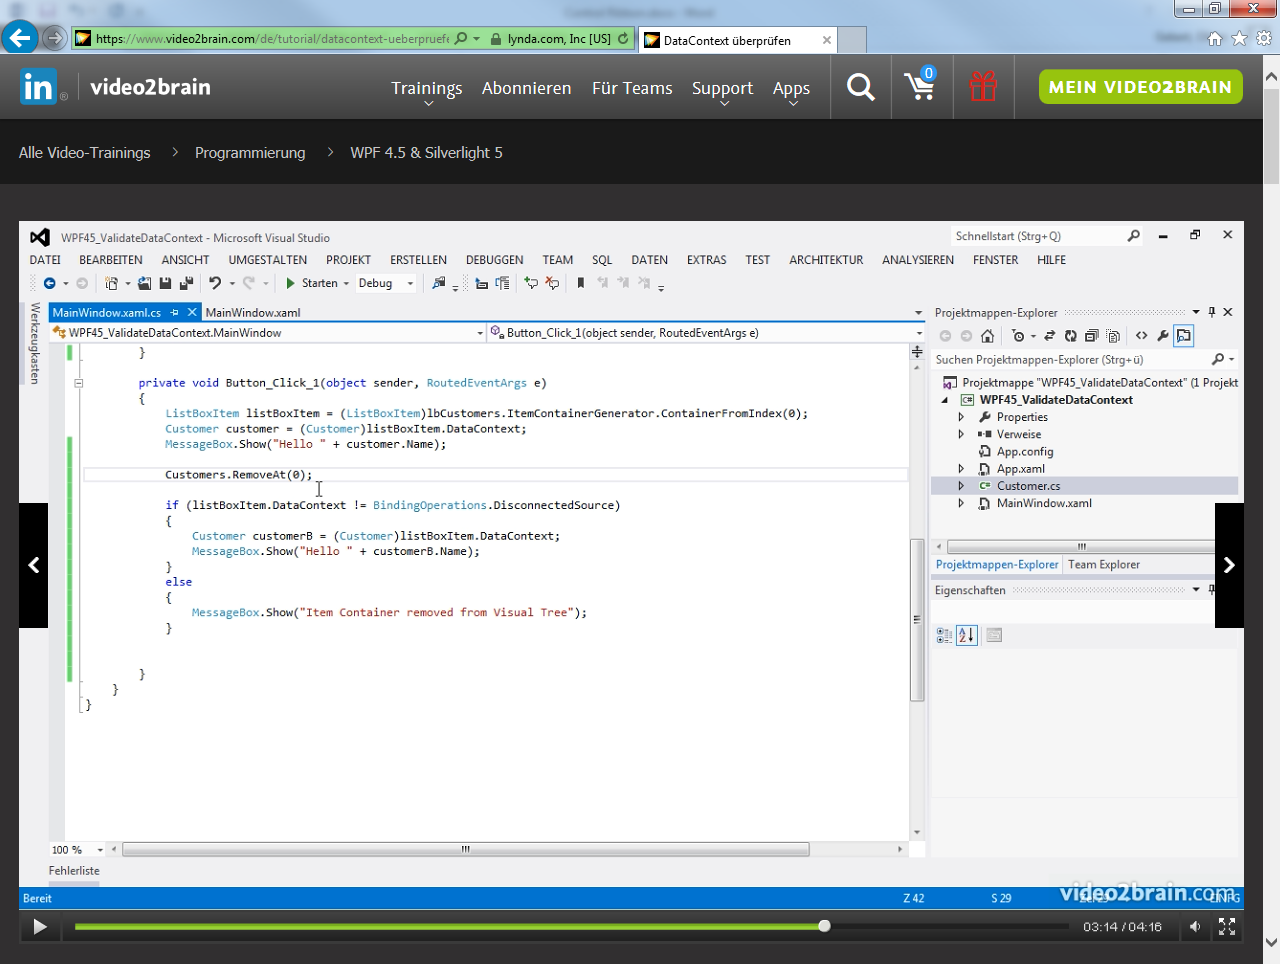 https://www.video2brain.com/de/tutorial/datacontext-ueberpruefe
lynda.com, Inc [US]
DataContext überprüfen
in
video2brain
Trainings
Abonnieren
Für Teams
Support
Apps
0
MEIN VIDEO2BRAIN
Alle Video-Trainings
Programmierung
WPF 4.5 & Silverlight 5
WPF45_ValidateDataContext - Microsoft Visual Studio
Schnellstart (Strg+Q)
DATEI BEARBEITEN ANSICHT UMGESTALTEN PROJEKT ERSTELLEN DEBUGGEN TEAM SQL DATEN EXTRAS TEST ARCHITEKTUR ANALYSIEREN FENSTER HILFE
Starten
Debug
Werkzeugkasten
MainWindow.xaml.cs
MainWindow.xaml
WPF45_ValidateDataContext.MainWindow
Button_Click_1(object sender, RoutedEventArgs e)
}
private void Button_Click_1(object sender, RoutedEventArgs e)
{
ListBoxItem listBoxItem = (ListBoxItem)lbCustomers.ItemContainerGenerator.ContainerFromIndex(0);
Customer customer = (Customer)listBoxItem.DataContext;
MessageBox.Show("Hello " + customer.Name);
Customers.RemoveAt(0);
if (listBoxItem.DataContext != BindingOperations.DisconnectedSource)
{
Customer customerB = (Customer)listBoxItem.DataContext;
MessageBox.Show("Hello " + customerB.Name);
}
else
{
MessageBox.Show("Item Container removed from Visual Tree");
}
}
}
}
100 %
Fehlerliste
Projektmappen-Explorer
Suchen Projektmappen-Explorer (Strg+ü)
Projektmappe "WPF45_ValidateDataContext" (1 Projekt
WPF45_ValidateDataContext
Properties
Verweise
App.config
App.xaml
Customer.cs
MainWindow.xaml
Projektmappen-Explorer
Team Explorer
Eigenschaften
Bereit
Z 42
S 29
video2brain.com
03:14 / 04:16